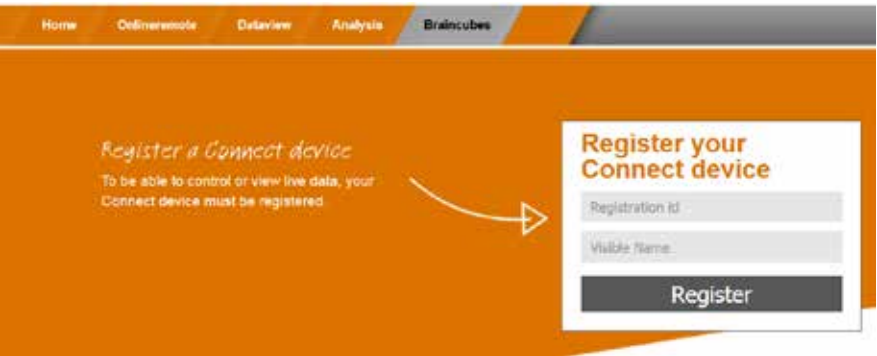 Home Onlineremote Dataview Analysis Braincubes
Register a Connect device
To be able to control or view live data, your
Connect device must be registered
Register your
Connect device
Registration id
Visible Name
Register